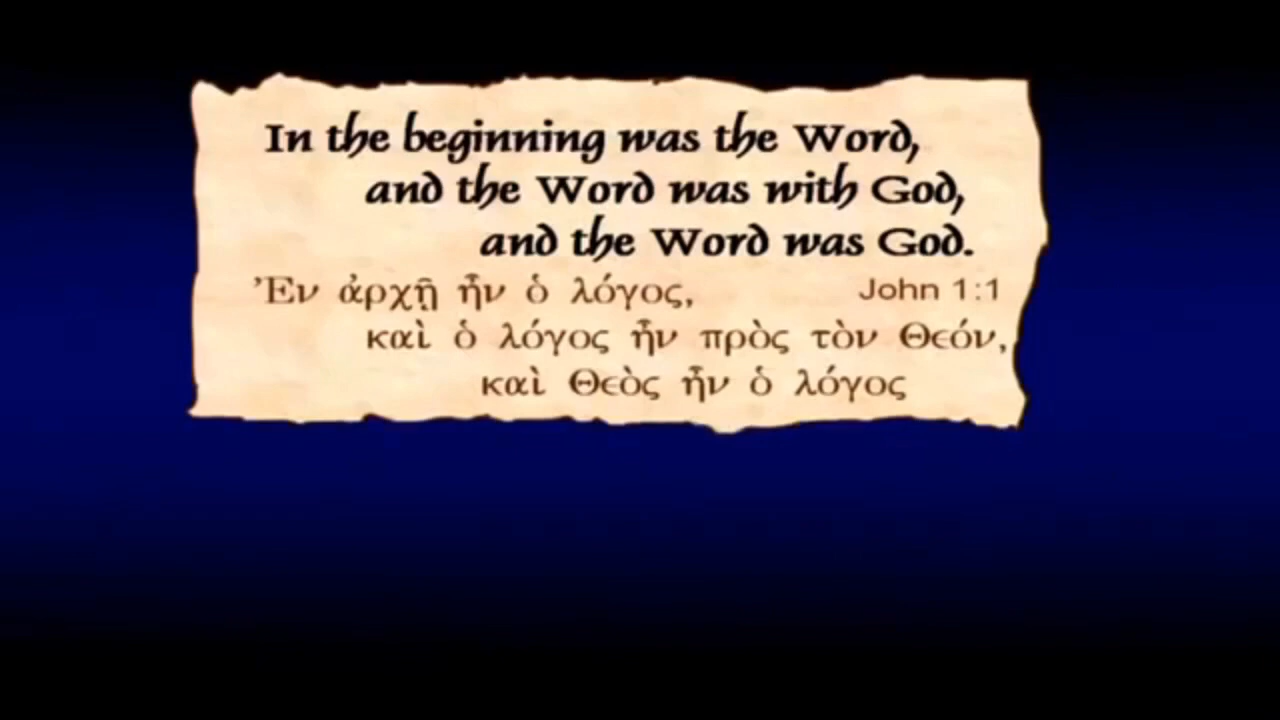 In the beginning was the Word,
and the Word was with God,
and the Word was God.
Ἐν ἀρχῇ ἦν ὁ λόγος,
John 1:1
καὶ ὁ λόγος ἦν πρὸς τὸν Θεόν,
καὶ Θεὸς ἦν ὁ λόγος